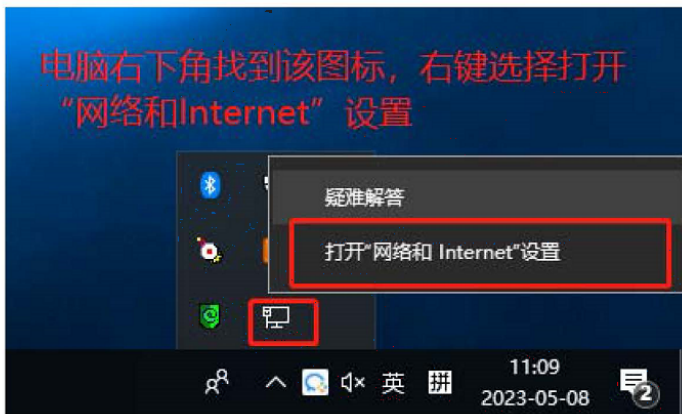 电脑右下角找到该图标，右键选择打开
“网络和Internet”设置
疑难解答
打开“网络和 Internet”设置
英
拼
11:09
2023-05-08
2